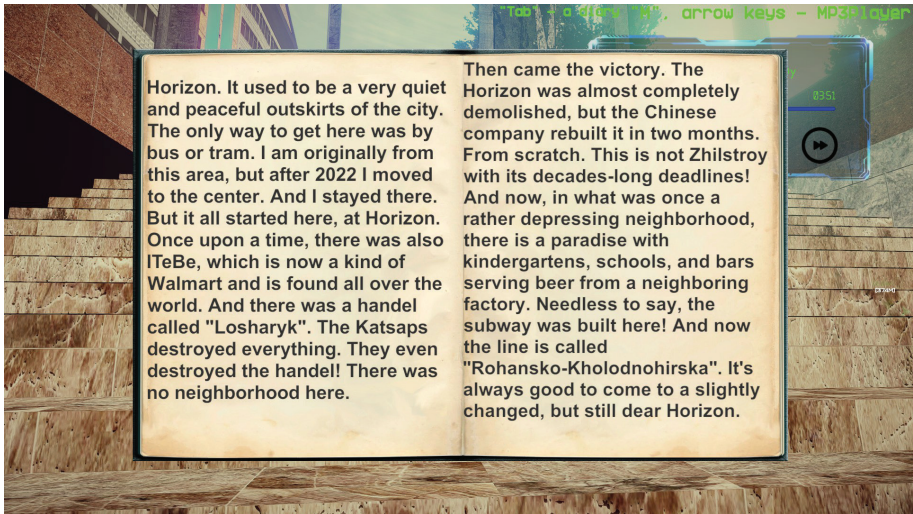 "Tab" - a diary "R", arrow keys - MP3Player
03:51
Horizon. It used to be a very quiet
and peaceful outskirts of the city.
The only way to get here was by
bus or tram. I am originally from
this area, but after 2022 I moved
to the center. And I stayed there.
But it all started here, at Horizon.
Once upon a time, there was also
ITeBe, which is now a kind of
Walmart and is found all over the
world. And there was a handel
called "Losharyk". The Katsaps
destroyed everything. They even
destroyed the handel! There was
no neighborhood here.
Then came the victory. The
Horizon was almost completely
demolished, but the Chinese
company rebuilt it in two months.
From scratch. This is not Zhilstroy
with its decades-long deadlines!
And now, in what was once a
rather depressing neighborhood,
there is a paradise with
kindergartens, schools, and bars
serving beer from a neighboring
factory. Needless to say, the
subway was built here! And now
the line is called
"Rohansko-Kholodnohirska". It's
always good to come to a slightly
changed, but still dear Horizon.